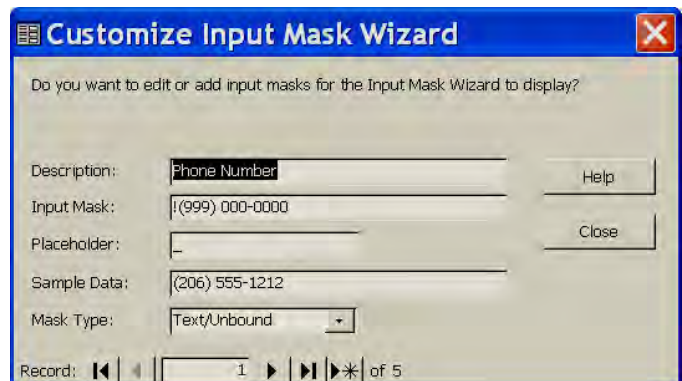 Customize Input Mask Wizard
Do you want to edit or add input masks for the Input Mask Wizard to display?
Description: Phone Number Help
Input Mask: !(999) 000-0000
Placeholder: _ Close
Sample Data: (206) 555-1212
Mask Type: Text/Unbound
Record: 1 of 5